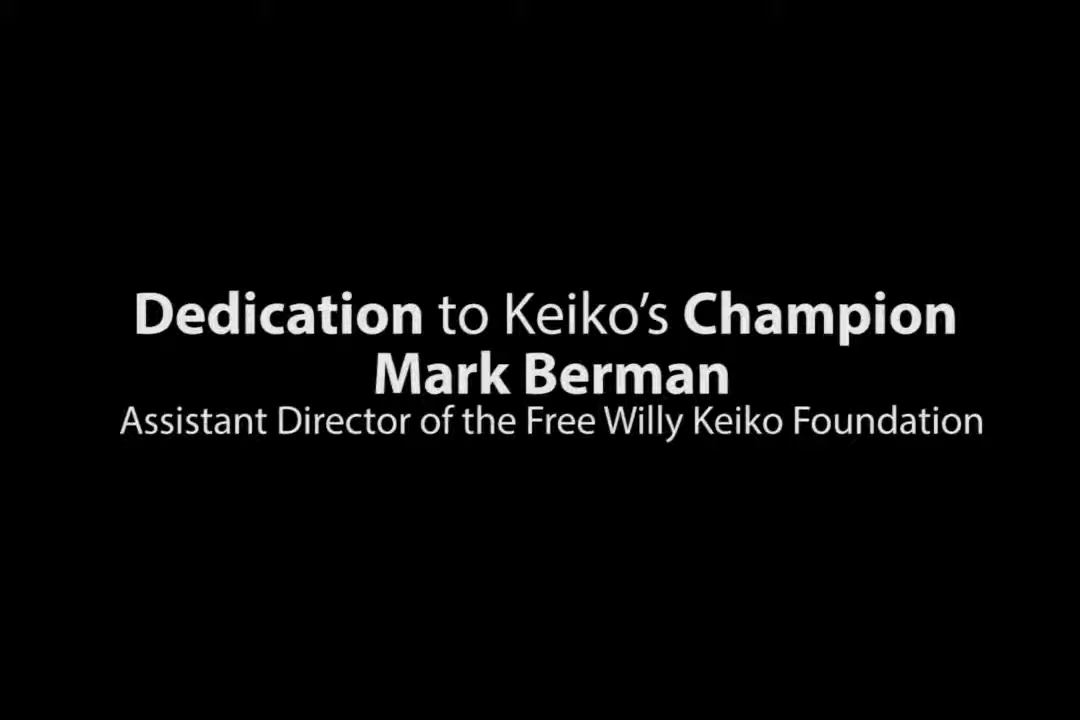 Dedication to Keiko’s Champion
Mark Berman
Assistant Director of the Free Willy Keiko Foundation